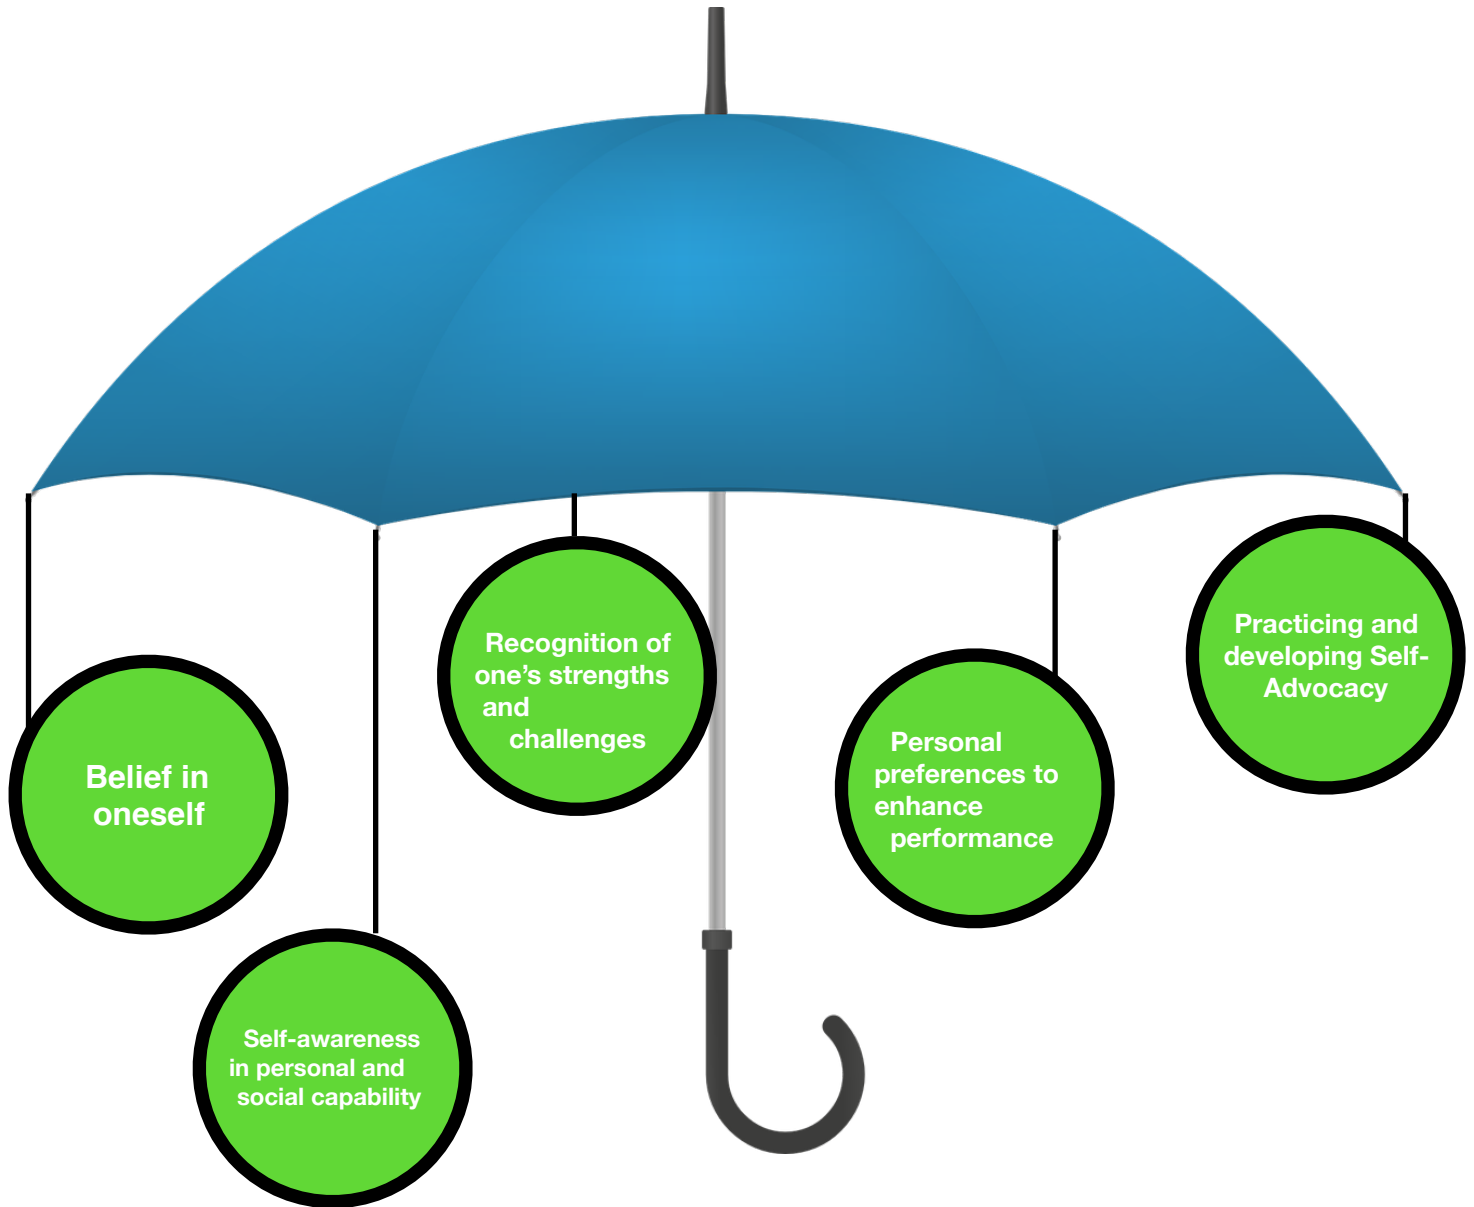 Belief in
oneself
Self-awareness
in personal and
social capability
Recognition of
one’s strengths
and
challenges
Personal
preferences to
enhance
performance
Practicing and
developing Self-
Advocacy